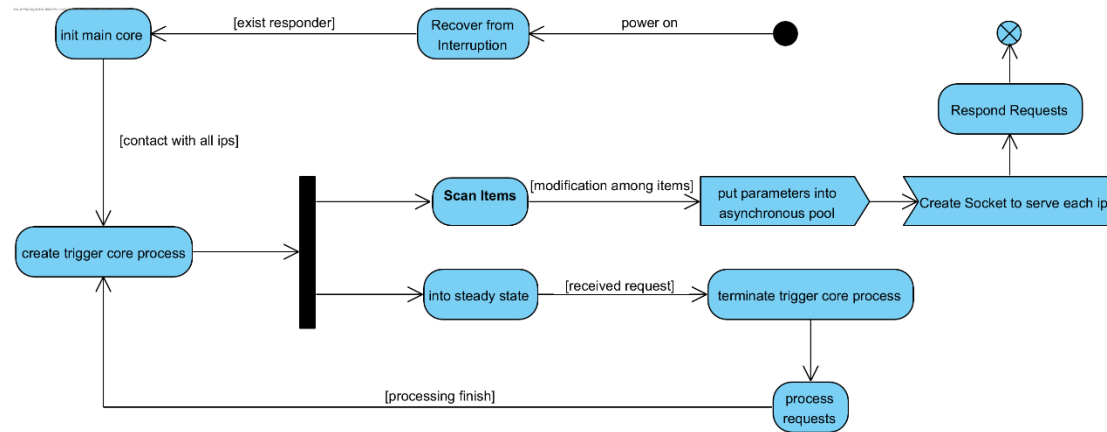 init main core
[exist responder]
Recover from
Interruption
power on
Respond Requests
[contact with all ips]
Scan Items
[modification among items]
put parameters into
asynchronous pool
Create Socket to serve each ip
create trigger core process
into steady state
[received request]
terminate trigger core process
[processing finish]
process
requests